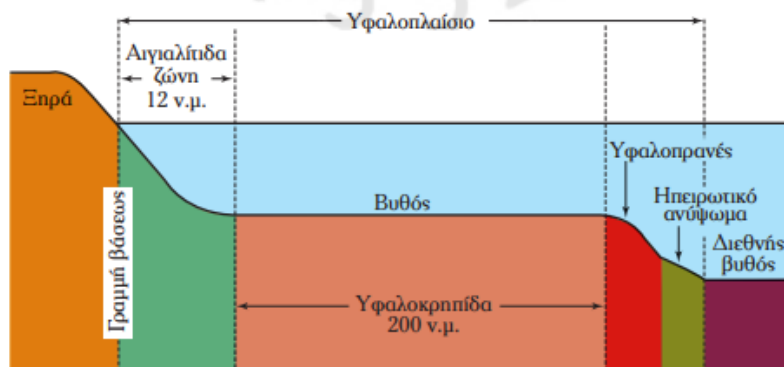 Υφαλοπλαίσιο
Αιγιαλίτιδα
ζώνη
12 ν.μ.
Ξηρά
Υφαλοπρανές
Βυθός
Ηπειρωτικό
ανύψωμα
Διεθνής
βυθός
Γραμμή βάσεως
Υφαλοκρηπίδα
200 ν.μ.